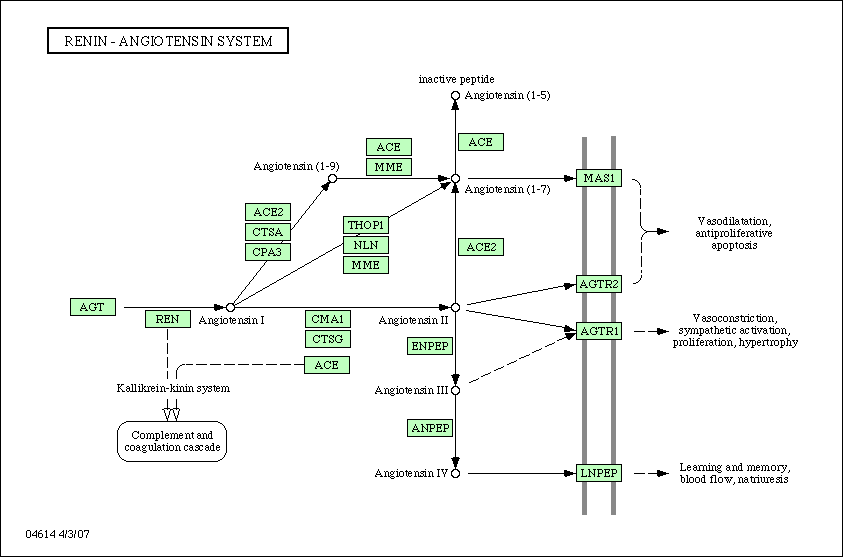 RENIN - ANGIOTENSIN SYSTEM
inactive peptide
Angiotensin (1-5)
ACE
ACE
MME
Angiotensin (1-9)
Angiotensin (1-7)
MAS1
ACE2
CTSA
CPA3
THOP1
NLN
MME
ACE2
Vasodilatation,
antiproliferative
apoptosis
AGTR2
AGT
REN
Angiotensin I
CMA1
CTSG
ACE
Angiotensin II
AGTR1
Vasoconstriction,
sympathetic activation,
proliferation, hypertrophy
ENPEP
Kallikrein-kinin system
Angiotensin III
Complement and
coagulation cascade
ANPEP
Angiotensin IV
LNPEP
Learning and memory,
blood flow, natriuresis
04614 4/3/07